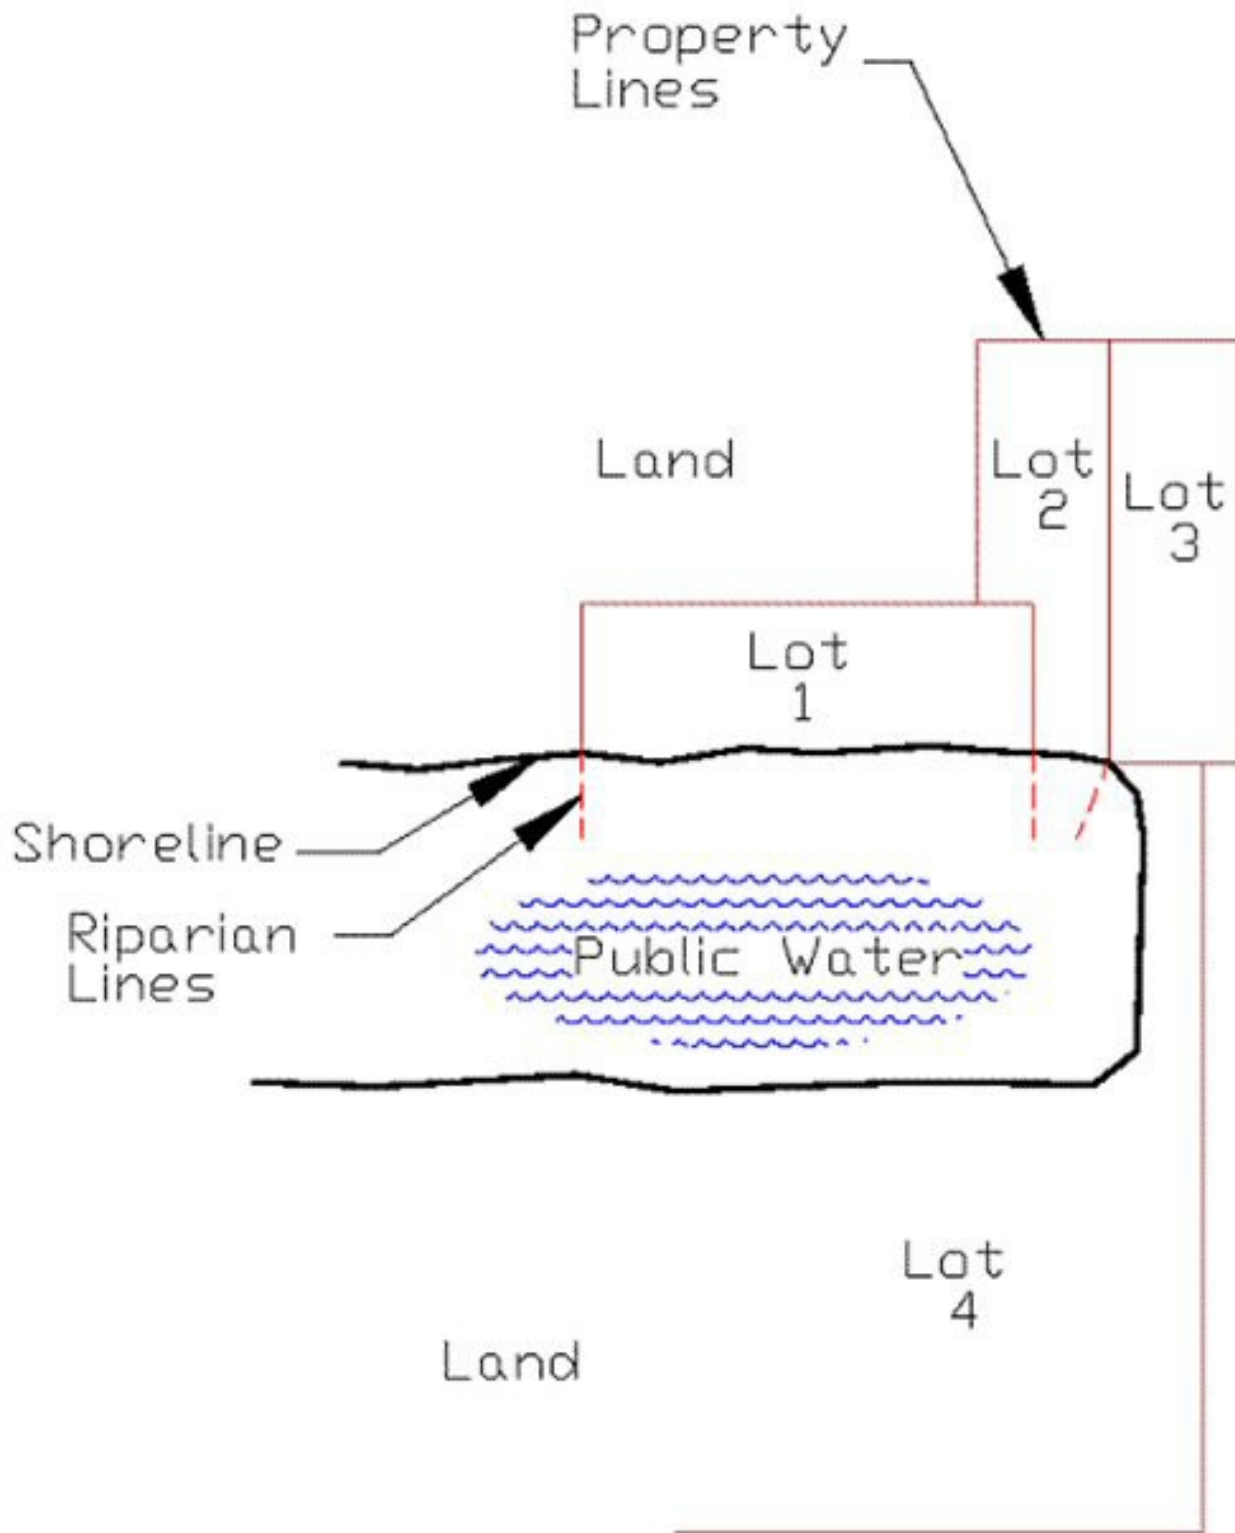 Property
Lines
Land
Lot
2
Lot
3
Lot
1
Shoreline
Riparian
Lines
Public Water
Lot
4
Land